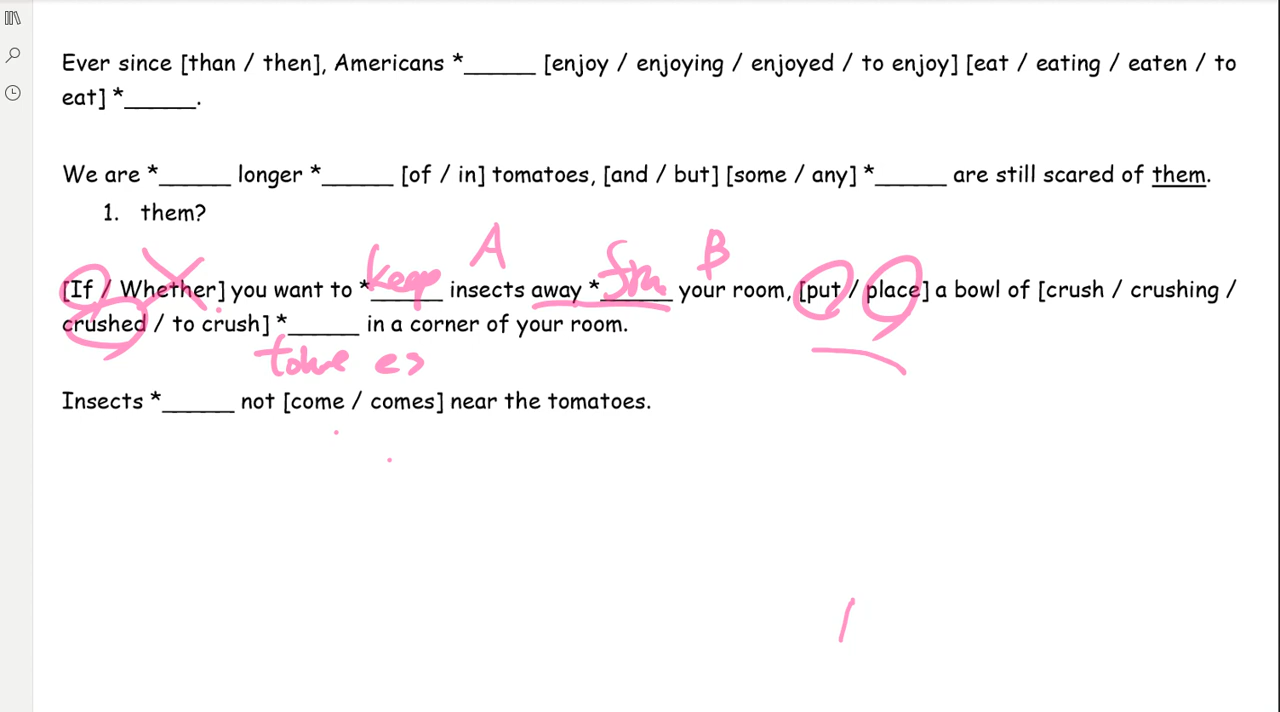 Ever since [than / then], Americans *______ [enjoy / enjoying / enjoyed / to enjoy] [eat / eating / eaten / to
eat] *______.
We are *______ longer *______ [of / in] tomatoes, [and / but] [some / any] *______ are still scared of them.
1. them?
A B
keep
[If / Whether] you want to *______ insects away *______ your room, [put / place] a bowl of [crush / crushing /
crushed / to crush] *______ in a corner of your room.
Insects *______ not [come / comes] near the tomatoes.